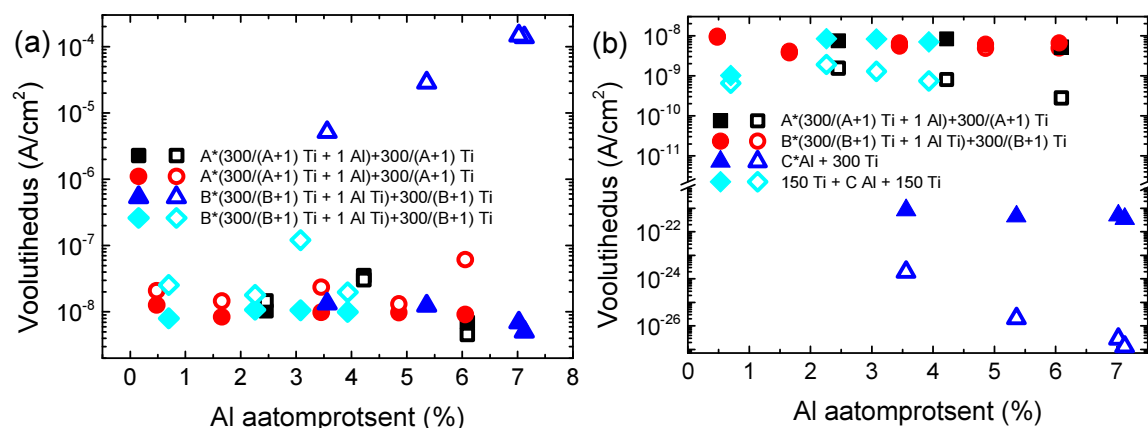 (a)
Voolutihedus (A/cm²)
10⁻⁴
10⁻⁵
10⁻⁶
10⁻⁷
10⁻⁸
A*(300/(A+1) Ti + 1 Al)+300/(A+1) Ti
A*(300/(A+1) Ti + 1 Al)+300/(A+1) Ti
B*(300/(B+1) Ti + 1 Al Ti)+300/(B+1) Ti
B*(300/(B+1) Ti + 1 Al Ti)+300/(B+1) Ti
0 1 2 3 4 5 6 7 8
Al aatomprotsent (%)
(b)
Voolutihedus (A/cm²)
10⁻⁸
10⁻⁹
10⁻¹⁰
10⁻¹¹
10⁻²²
10⁻²⁴
10⁻²⁶
A*(300/(A+1) Ti + 1 Al)+300/(A+1) Ti
B*(300/(B+1) Ti + 1 Al Ti)+300/(B+1) Ti
C*Al + 300 Ti
150 Ti + C Al + 150 Ti
0 1 2 3 4 5 6 7
Al aatomprotsent (%)